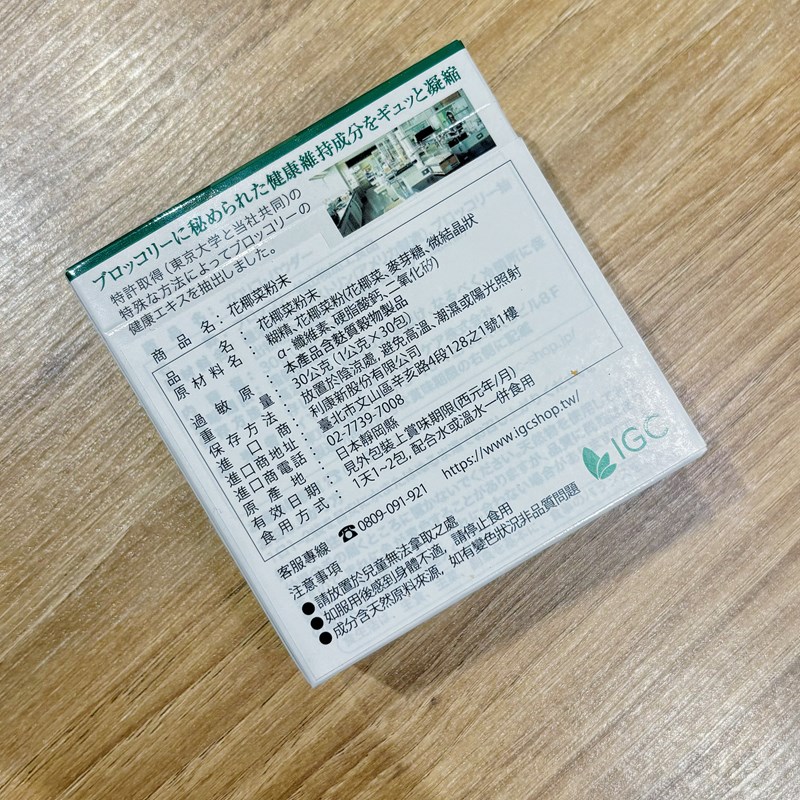 ブロッコリーに秘められた健康維持成分をギュッと凝縮
特許取得（東京大学と当社共同）の
特殊な方法によってブロッコリーの
健康エキスを抽出しました。
商品名：花椰菜粉末
品名：花椰菜粉末
原材料名：糊精、花椰菜粉(花椰菜、麥芽糖、微結晶狀
α-纖維素、硬脂酸鈣、二氧化矽)
過敏原：本產品含麩質穀物製品
重量：30公克 (1公克×30包)
保存方法：放置於陰涼處, 避免高溫、潮濕或陽光照射
進口商：利康新股份有限公司
進口商地址：臺北市文山區辛亥路4段128之1號1樓
進口商電話：02-7739-7008
原產地：日本靜岡縣
有效日期：見外包裝上賞味期限(西元年/月)
食用方式：1天1~2包, 配合水或溫水一併食用
客服專線 ☎0809-091-921 https://www.igcshop.tw/
IGC
注意事項
●請放置於兒童無法拿取之處
●如服用後感到身體不適，請停止食用
●成分含天然原料來源，如有變色狀況非品質問題